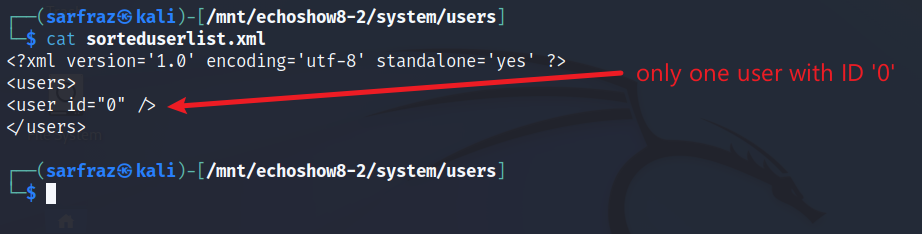 ┌──(sarfraz㉿kali)-[/mnt/echoshow8-2/system/users]
└─$ cat sorteduserlist.xml
<?xml version='1.0' encoding='utf-8' standalone='yes' ?>
<users>
only one user with ID '0'
<user id="0" />
</users>
┌──(sarfraz㉿kali)-[/mnt/echoshow8-2/system/users]
└─$